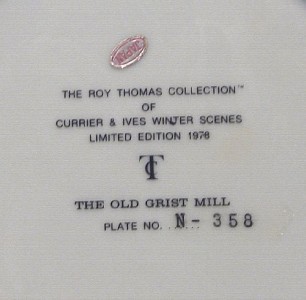 JAPAN
THE ROY THOMAS COLLECTION™
OF
CURRIER & IVES WINTER SCENES
LIMITED EDITION 1976
TC
THE OLD GRIST MILL
PLATE NO. .... N-358